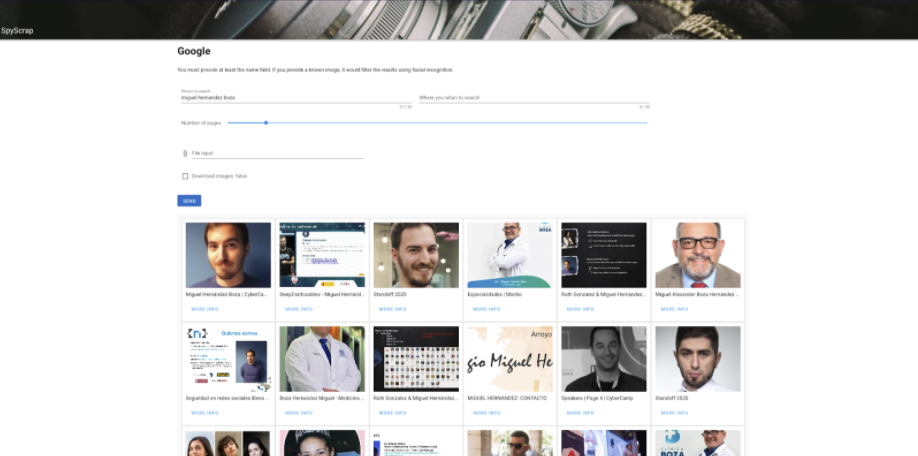 SpyScrap
Google
You must provide at least the name field. If you provide a known image, it would filter the results using facial recognition.
Person to search
miguel hernandez boza
Where you whan to search
21 / 50
0 / 50
Number of pages
File input
Download images: false
SEND
Miguel Hernández Boza | CyberCa...
DeepConfusables - Miguel Hernánd...
Standoff 2020
Especialidades | Misitio
Ruth González & Miguel Hernández...
Miguel Alexander Boza Hernández ...
MORE INFO
MORE INFO
MORE INFO
MORE INFO
MORE INFO
MORE INFO
BOZA
Quienes somos
Arroyo
gio Miguel He
Seguridad en redes sociales libres ...
Boza Hernandez Miguel - Medicina ...
Ruth González & Miguel Hernández...
MIGUEL HERNANDEZ: CONTACTO
Speakers | Page 4 | CyberCamp
Standoff 2020
MORE INFO
MORE INFO
MORE INFO
MORE INFO
MORE INFO
MORE INFO
BOZA